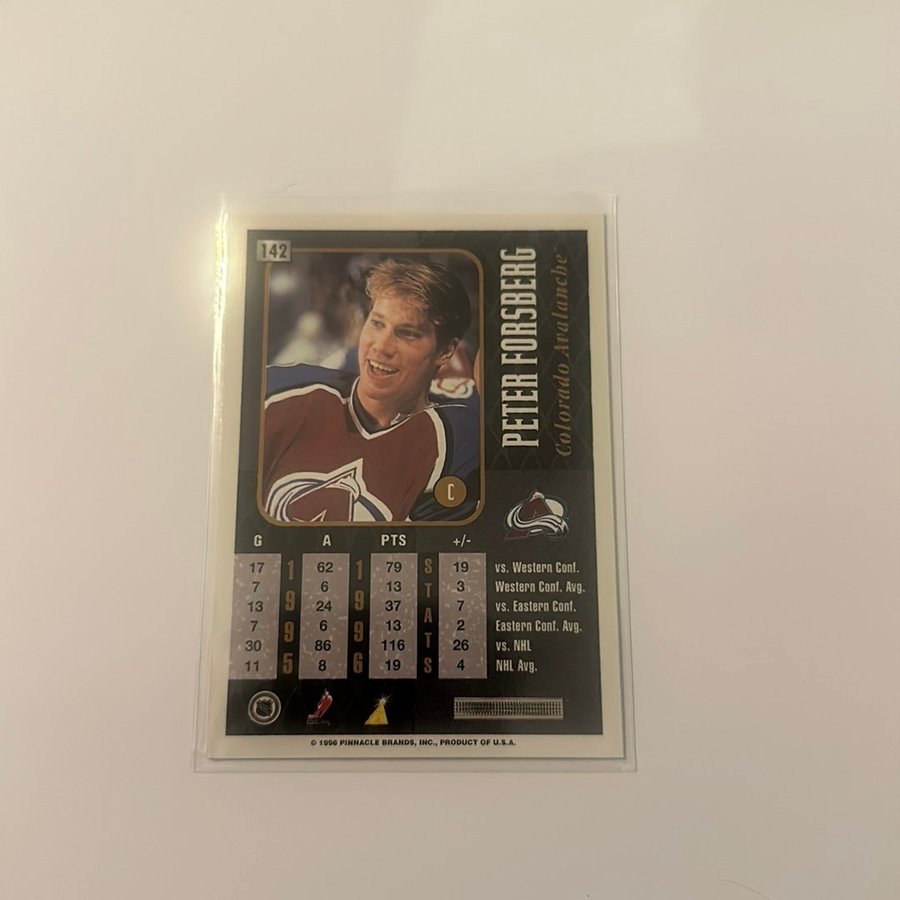 142
PETER FORSBERG
Colorado Avalanche
C
G A PTS +/-
1995 1996 STATS
17 62 79 19 vs. Western Conf.
7 6 13 3 Western Conf. Avg.
13 24 37 7 vs. Eastern Conf.
7 6 13 2 Eastern Conf. Avg.
30 86 116 26 vs. NHL
11 8 19 4 NHL Avg.
© 1996 PINNACLE BRANDS, INC., PRODUCT OF U.S.A.